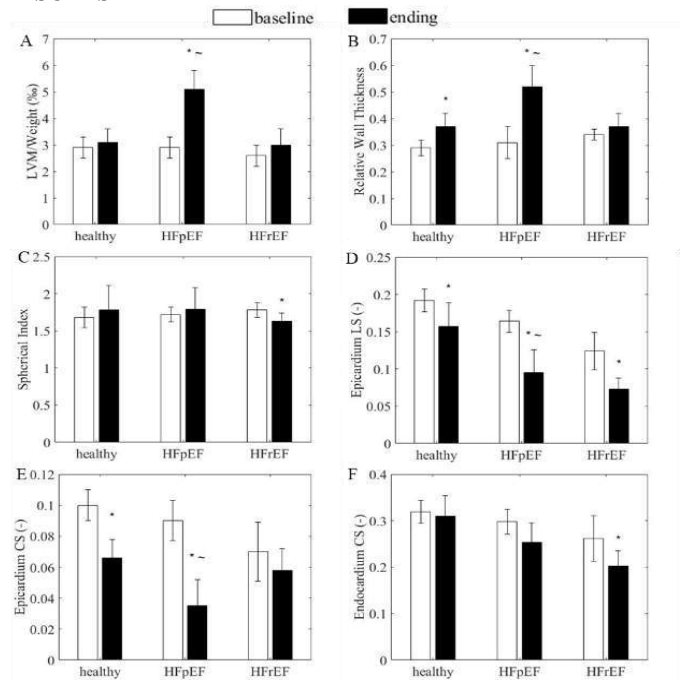 baseline ending
A
* ~
LVM/Weight (‰)
7
6
5
4
3
2
1
0
healthy HFpEF HFrEF
B
*
* ~
Relative Wall Thickness
0.7
0.6
0.5
0.4
0.3
0.2
0.1
0
healthy HFpEF HFrEF
C
*
Spherical Index
2.5
2
1.5
1
0.5
0
healthy HFpEF HFrEF
D
*
* ~
*
Epicardium LS (-)
0.25
0.2
0.15
0.1
0.05
0
healthy HFpEF HFrEF
E
*
* ~
Epicardium CS (-)
0.12
0.1
0.08
0.06
0.04
0.02
0
healthy HFpEF HFrEF
F
*
Endocardium CS (-)
0.4
0.3
0.2
0.1
0
healthy HFpEF HFrEF